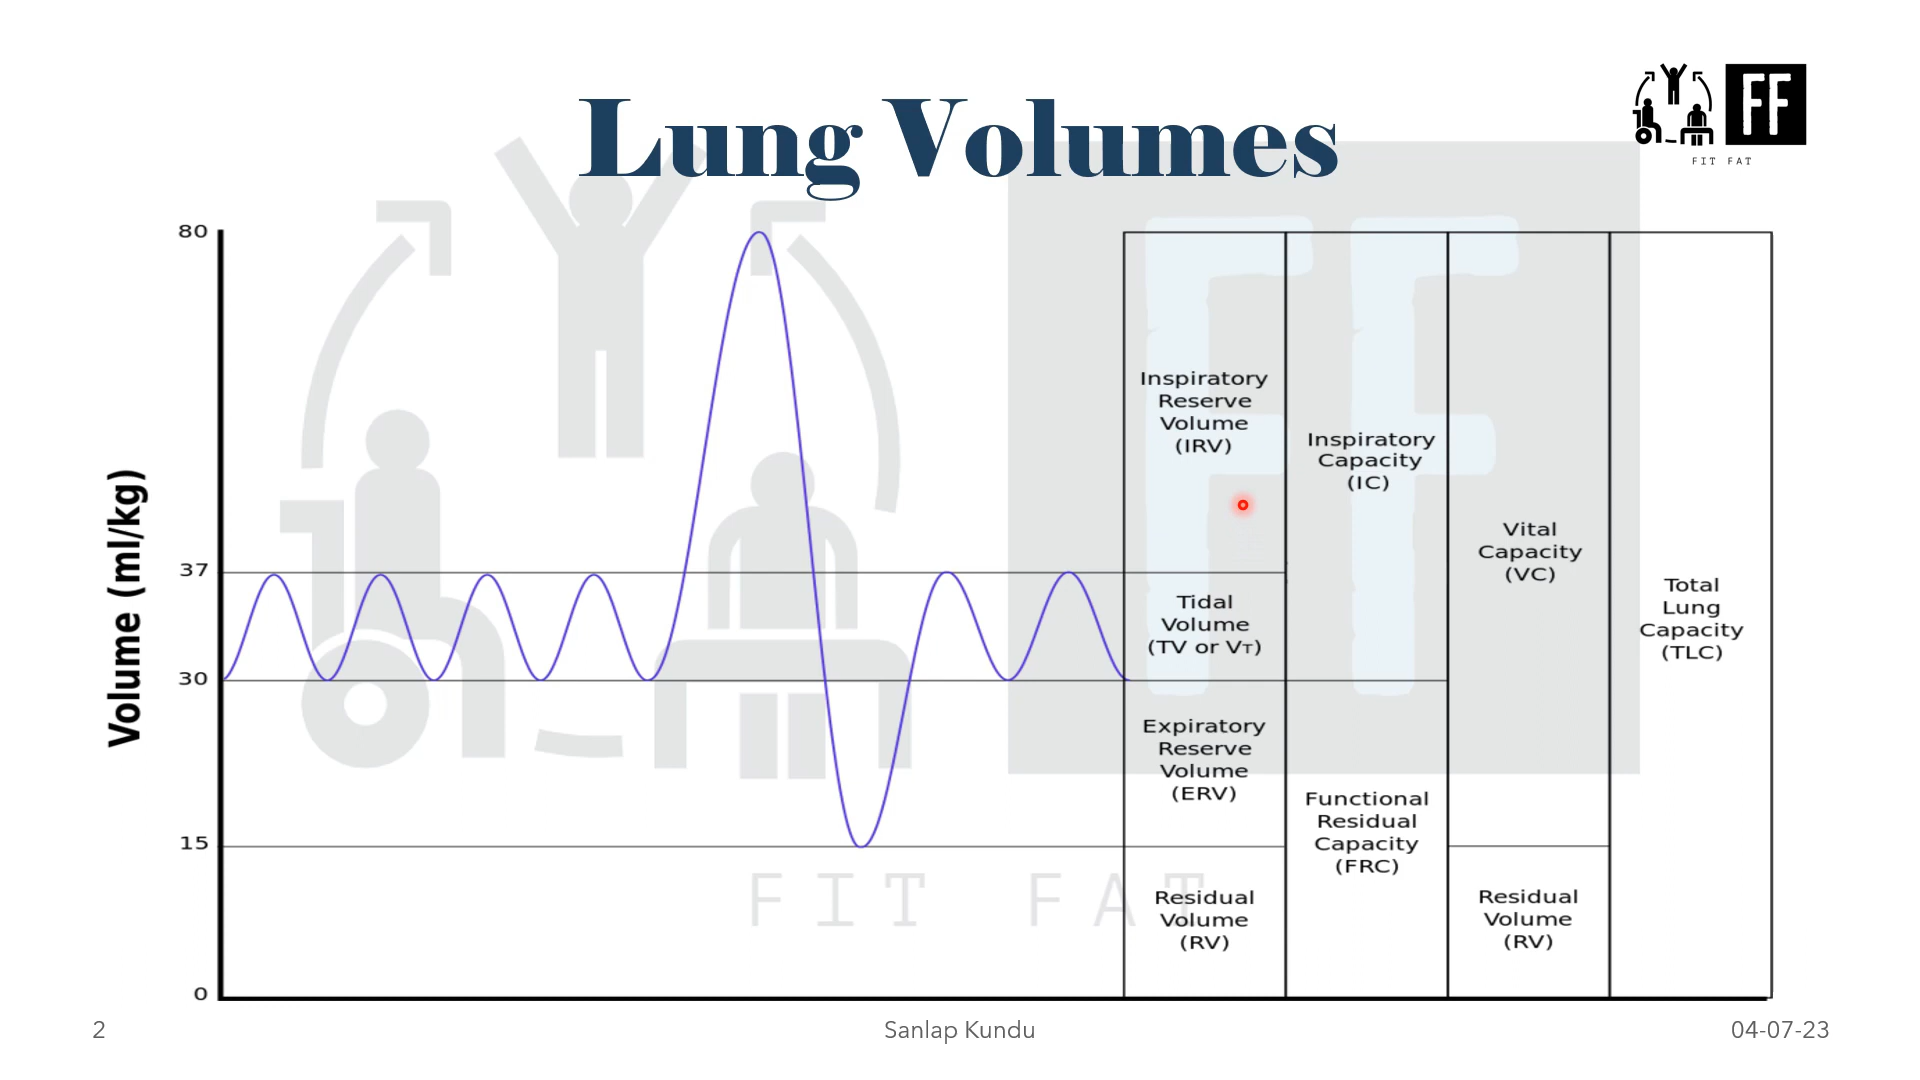 Lung Volumes
FF
FIT FAT
80
37
30
15
0
Volume (ml/kg)
Inspiratory
Reserve
Volume
(IRV)
Tidal
Volume
(TV or VT)
Expiratory
Reserve
Volume
(ERV)
Residual
Volume
(RV)
Inspiratory
Capacity
(IC)
Functional
Residual
Capacity
(FRC)
Vital
Capacity
(VC)
Residual
Volume
(RV)
Total
Lung
Capacity
(TLC)
FF
FIT FAT
2
Sanlap Kundu
04-07-23